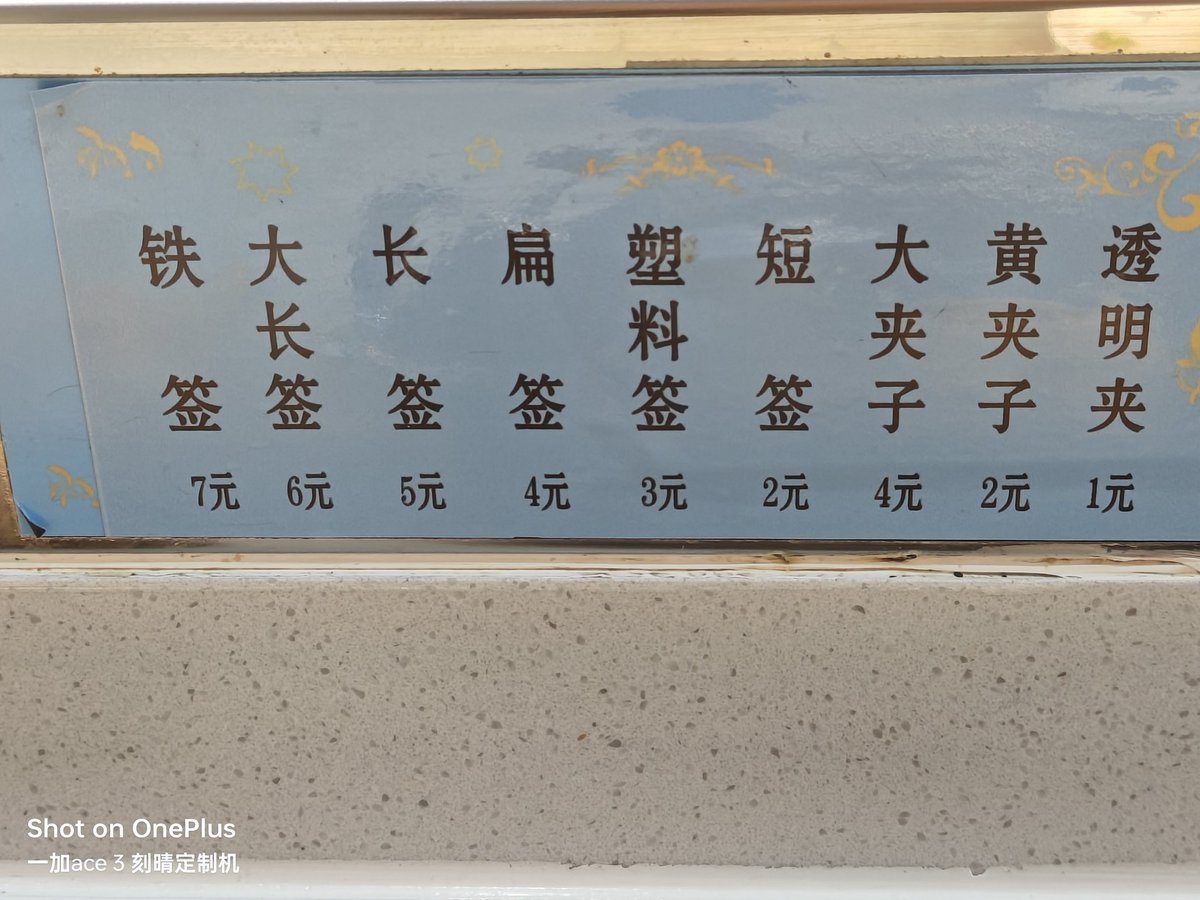 铁签 7元
大长签 6元
长签 5元
扁签 4元
塑料签 3元
短签 2元
大夹子 4元
黄夹子 2元
透明夹 1元
Shot on OnePlus
一加ace 3 刻晴定制机